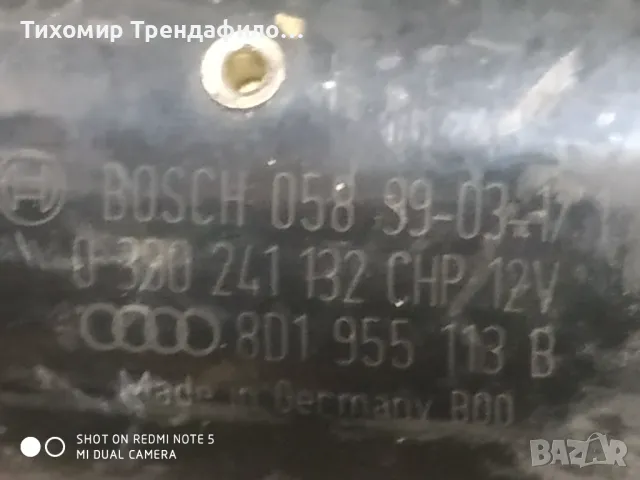 Тихомир Трендафило...
BOSCH 058 99-03-17
0 390 241 132 CHP 12V
8D1 955 113 B
Made in Germany B00
SHOT ON REDMI NOTE 5
MI DUAL CAMERA
BAZAR